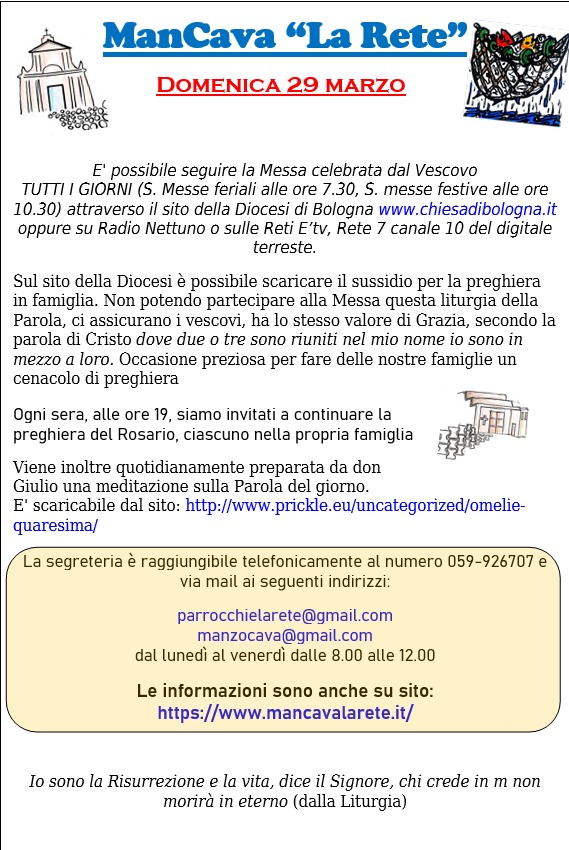 ManCava “La Rete”
Domenica 29 marzo
E' possibile seguire la Messa celebrata dal Vescovo
TUTTI I GIORNI (S. Messe feriali alle ore 7.30, S. messe festive alle ore
10.30) attraverso il sito della Diocesi di Bologna www.chiesadibologna.it
oppure su Radio Nettuno o sulle Reti E’tv, Rete 7 canale 10 del digitale
terreste.
Sul sito della Diocesi è possibile scaricare il sussidio per la preghiera
in famiglia. Non potendo partecipare alla Messa questa liturgia della
Parola, ci assicurano i vescovi, ha lo stesso valore di Grazia, secondo la
parola di Cristo dove due o tre sono riuniti nel mio nome io sono in
mezzo a loro. Occasione preziosa per fare delle nostre famiglie un
cenacolo di preghiera
Ogni sera, alle ore 19, siamo invitati a continuare la
preghiera del Rosario, ciascuno nella propria famiglia
Viene inoltre quotidianamente preparata da don
Giulio una meditazione sulla Parola del giorno.
E' scaricabile dal sito: http://www.prickle.eu/uncategorized/omelie-
quaresima/
La segreteria è raggiungibile telefonicamente al numero 059-926707 e
via mail ai seguenti indirizzi:
parrocchielarete@gmail.com
manzocava@gmail.com
dal lunedì al venerdì dalle 8.00 alle 12.00
Le informazioni sono anche su sito:
https://www.mancavalarete.it/
Io sono la Risurrezione e la vita, dice il Signore, chi crede in m non
morirà in eterno (dalla Liturgia)